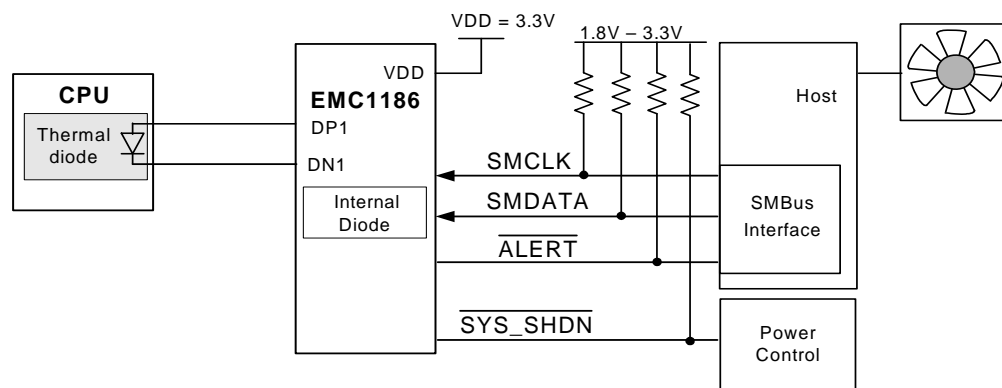 VDD = 3.3V
1.8V – 3.3V
VDD
CPU
EMC1186
Host
Thermal
diode
DP1
DN1
SMCLK
Internal
Diode
SMDATA
SMBus
Interface
ALERT
SYS_SHDN
Power
Control